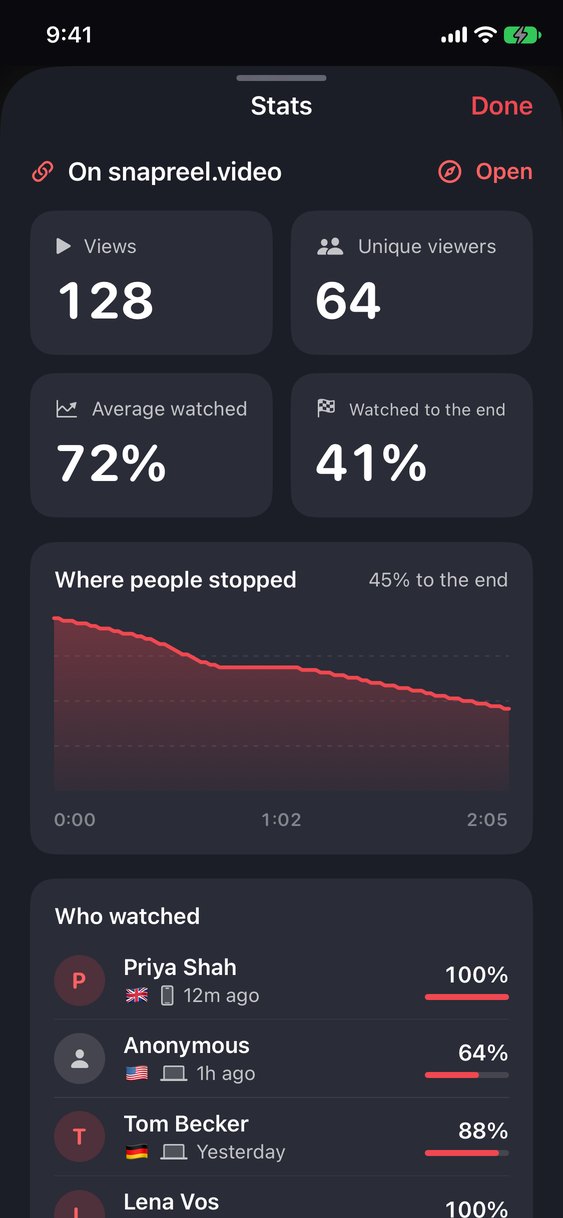 9:41
Stats
Done
On snapreel.video
Open
Views
128
Unique viewers
64
Average watched
72%
Watched to the end
41%
Where people stopped
45% to the end
0:00
1:02
2:05
Who watched
P
Priya Shah
12m ago
100%
Anonymous
1h ago
64%
T
Tom Becker
Yesterday
88%
L
Lena Vos
100%